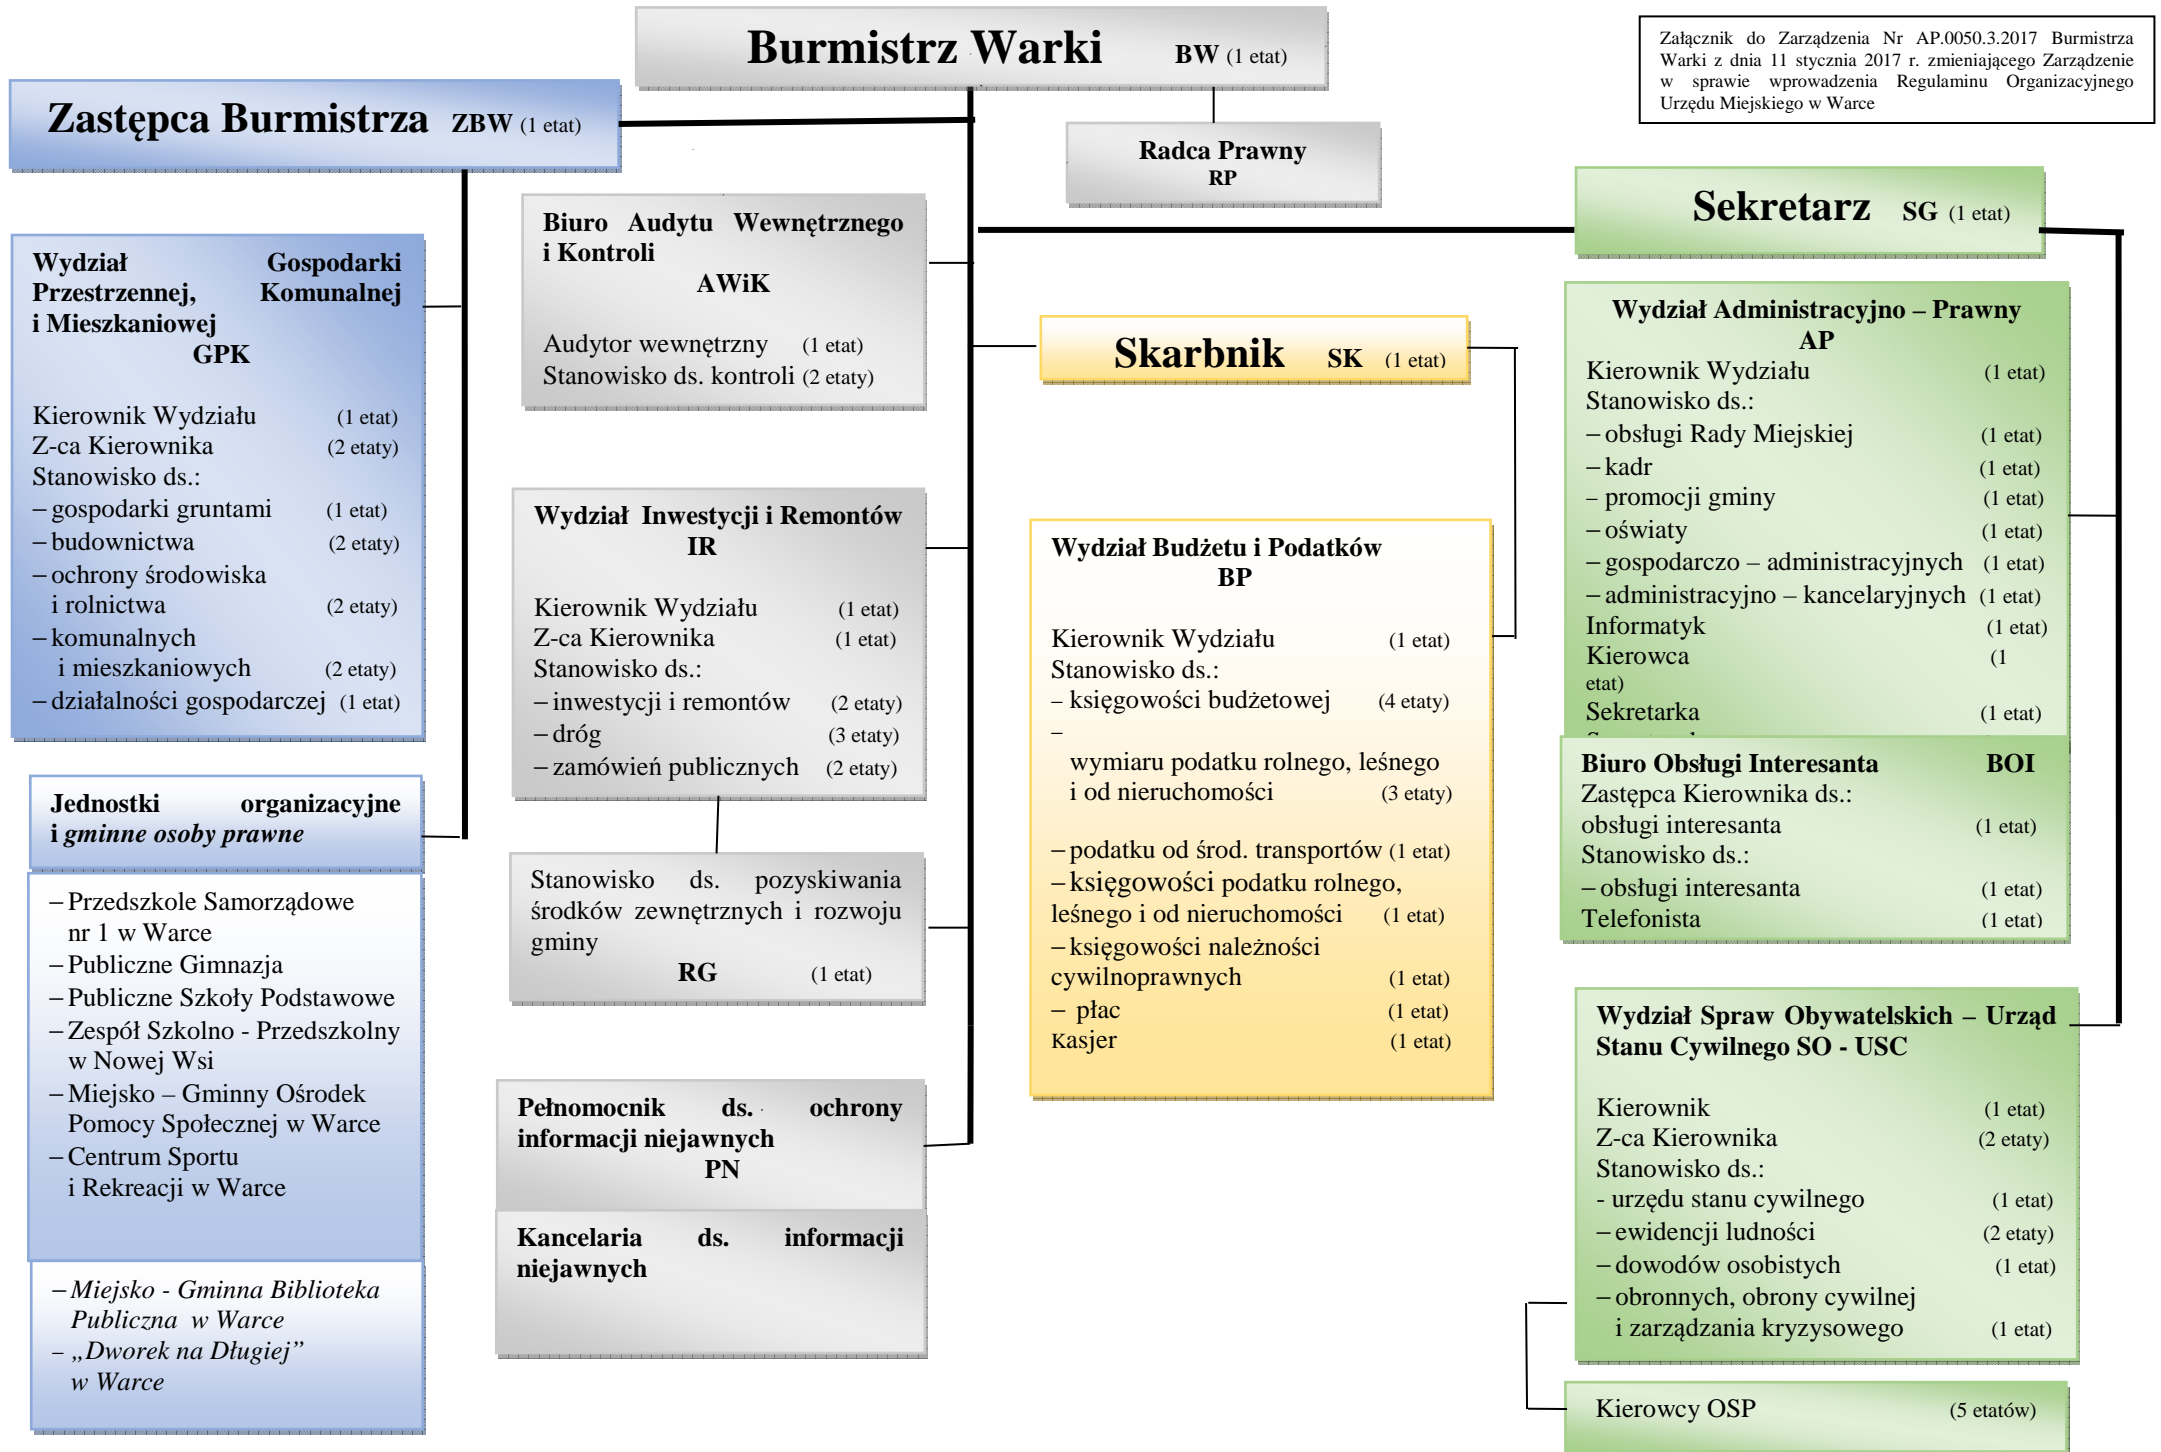 Burmistrz Warki BW (1 etat)
Załącznik do Zarządzenia Nr AP.0050.3.2017 Burmistrza
Warki z dnia 11 stycznia 2017 r. zmieniającego Zarządzenie
w sprawie wprowadzenia Regulaminu Organizacyjnego
Urzędu Miejskiego w Warce
Zastępca Burmistrza ZBW (1 etat)
Radca Prawny
RP
Sekretarz SG (1 etat)
Wydział Gospodarki
Przestrzennej, Komunalnej
i Mieszkaniowej
GPK
Kierownik Wydziału (1 etat)
Z-ca Kierownika (2 etaty)
Stanowisko ds.:
– gospodarki gruntami (1 etat)
– budownictwa (2 etaty)
– ochrony środowiska
i rolnictwa (2 etaty)
– komunalnych
i mieszkaniowych (2 etaty)
– działalności gospodarczej (1 etat)
Jednostki organizacyjne
i gminne osoby prawne
– Przedszkole Samorządowe
nr 1 w Warce
– Publiczne Gimnazja
– Publiczne Szkoły Podstawowe
– Zespół Szkolno - Przedszkolny
w Nowej Wsi
– Miejsko – Gminny Ośrodek
Pomocy Społecznej w Warce
– Centrum Sportu
i Rekreacji w Warce
– Miejsko - Gminna Biblioteka
Publiczna w Warce
– „Dworek na Długiej”
w Warce
Biuro Audytu Wewnętrznego
i Kontroli
AWiK
Audytor wewnętrzny (1 etat)
Stanowisko ds. kontroli (2 etaty)
Wydział Inwestycji i Remontów
IR
Kierownik Wydziału (1 etat)
Z-ca Kierownika (1 etat)
Stanowisko ds.:
– inwestycji i remontów (2 etaty)
– dróg (3 etaty)
– zamówień publicznych (2 etaty)
Stanowisko ds. pozyskiwania
środków zewnętrznych i rozwoju
gminy
RG (1 etat)
Pełnomocnik ds. ochrony
informacji niejawnych
PN
Kancelaria ds. informacji
niejawnych
Skarbnik SK (1 etat)
Wydział Budżetu i Podatków
BP
Kierownik Wydziału (1 etat)
Stanowisko ds.:
– księgowości budżetowej (4 etaty)
–
wymiaru podatku rolnego, leśnego
i od nieruchomości (3 etaty)
– podatku od środ. transportów (1 etat)
– księgowości podatku rolnego,
leśnego i od nieruchomości (1 etat)
– księgowości należności
cywilnoprawnych (1 etat)
– płac (1 etat)
Kasjer (1 etat)
Wydział Administracyjno – Prawny
AP
Kierownik Wydziału (1 etat)
Stanowisko ds.:
– obsługi Rady Miejskiej (1 etat)
– kadr (1 etat)
– promocji gminy (1 etat)
– oświaty (1 etat)
– gospodarczo – administracyjnych (1 etat)
– administracyjno – kancelaryjnych (1 etat)
Informatyk (1 etat)
Kierowca (1
etat)
Sekretarka (1 etat)
Biuro Obsługi Interesanta BOI
Zastępca Kierownika ds.:
obsługi interesanta (1 etat)
Stanowisko ds.:
– obsługi interesanta (1 etat)
Telefonista (1 etat)
Wydział Spraw Obywatelskich – Urząd
Stanu Cywilnego SO - USC
Kierownik (1 etat)
Z-ca Kierownika (2 etaty)
Stanowisko ds.:
- urzędu stanu cywilnego (1 etat)
– ewidencji ludności (2 etaty)
– dowodów osobistych (1 etat)
– obronnych, obrony cywilnej
i zarządzania kryzysowego (1 etat)
Kierowcy OSP (5 etatów)